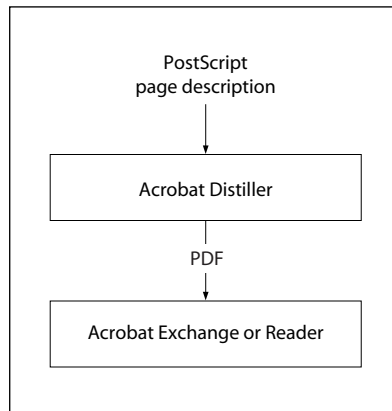 PostScript
page description
Acrobat Distiller
PDF
Acrobat Exchange or Reader